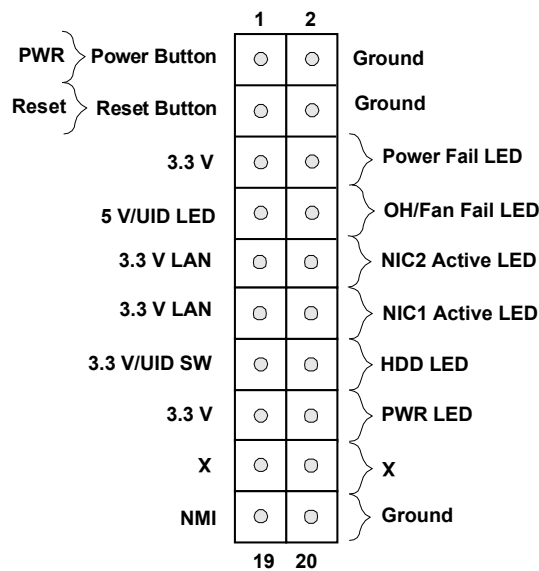 1 2
PWR Power Button Ground
Reset Reset Button Ground
3.3 V Power Fail LED
5 V/UID LED OH/Fan Fail LED
3.3 V LAN NIC2 Active LED
3.3 V LAN NIC1 Active LED
3.3 V/UID SW HDD LED
3.3 V PWR LED
X X
NMI Ground
19 20